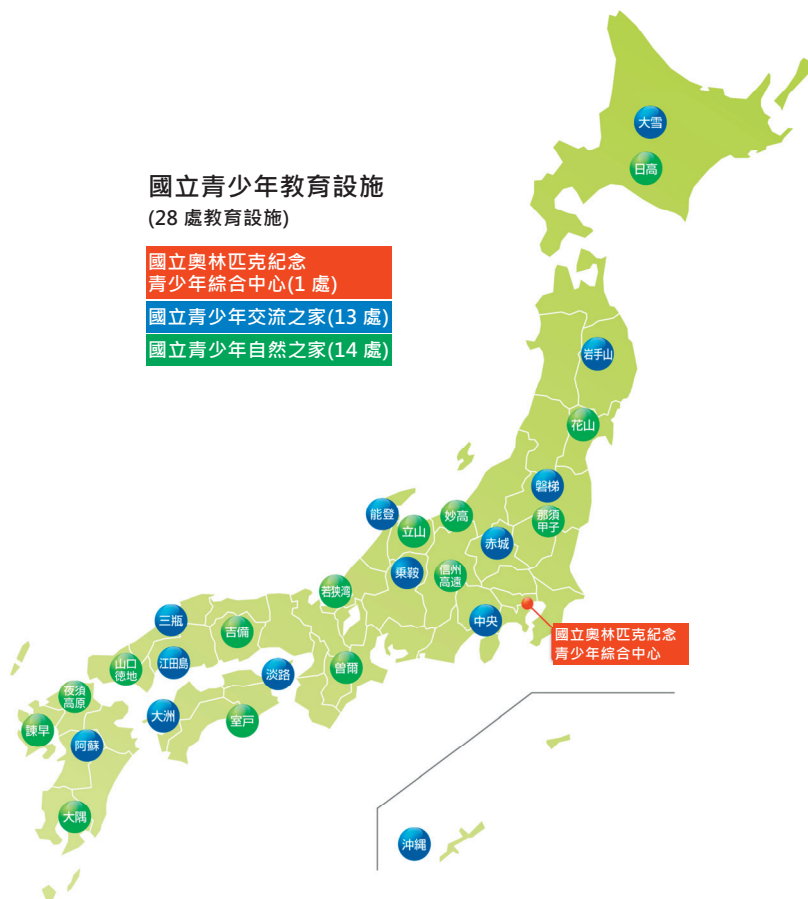 國立青少年教育設施
(28 處教育設施)
國立奧林匹克紀念
青少年綜合中心(1 處)
國立青少年交流之家(13 處)
國立青少年自然之家(14 處)
大雪
日高
岩手山
花山
磐梯
那須
甲子
能登
立山
妙高
赤城
乗鞍
信州
高遠
若狭湾
中央
國立奧林匹克紀念
青少年綜合中心
三瓶
吉備
山口
徳地
江田島
淡路
曽爾
夜須
高原
大洲
室戸
諫早
阿蘇
大隅
沖縄